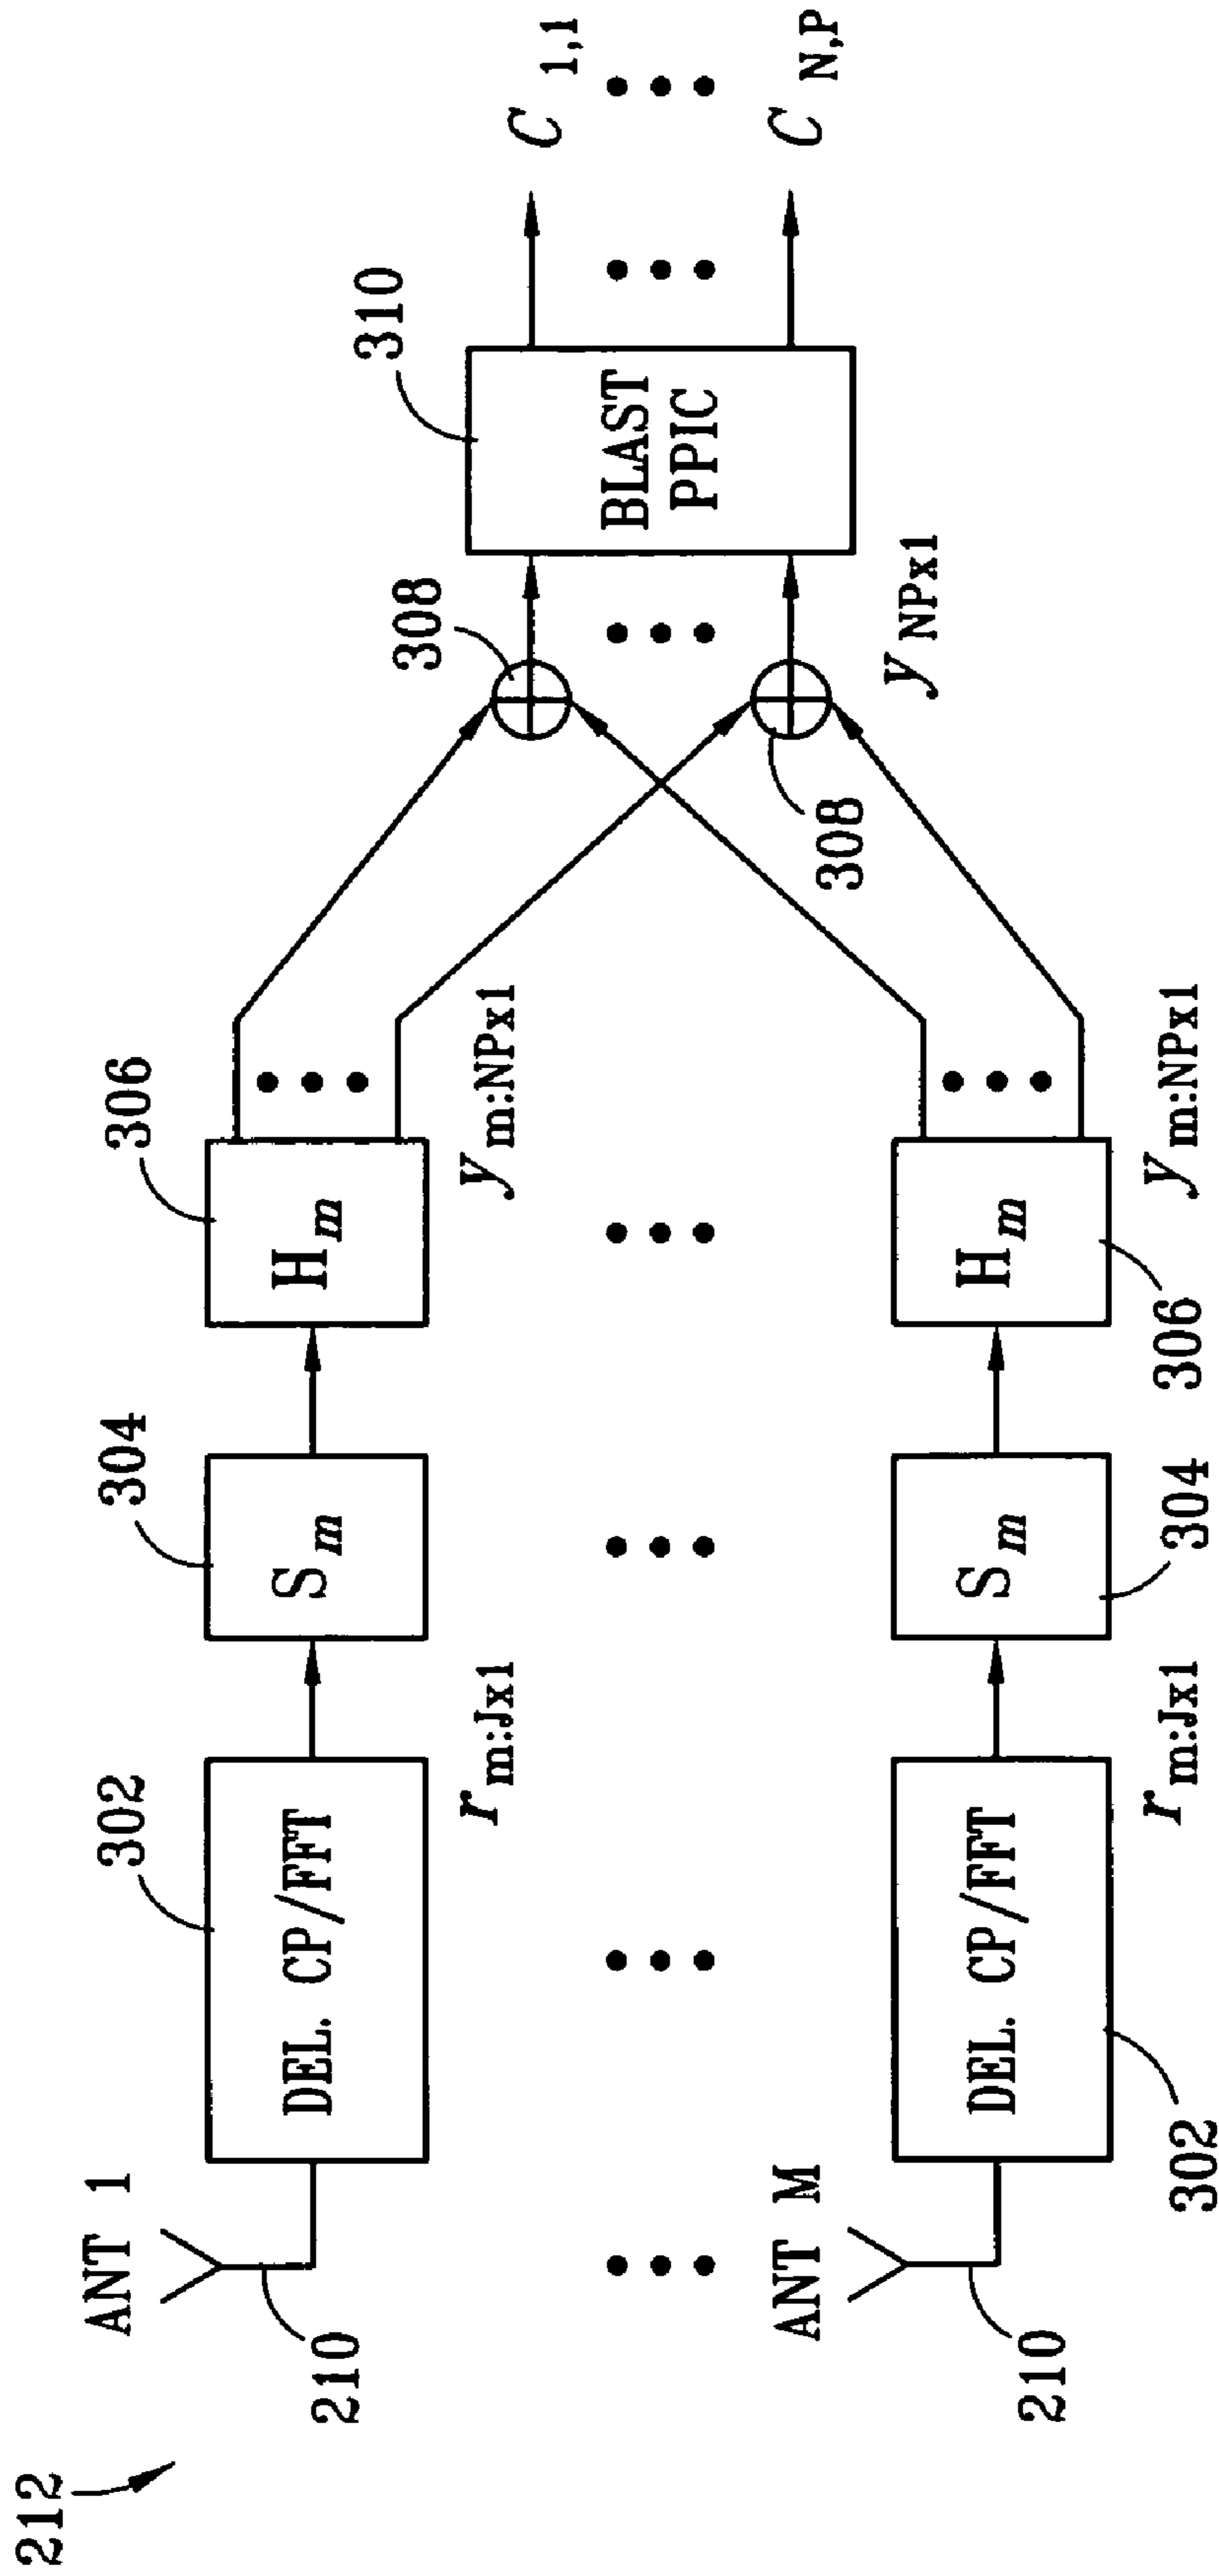 212
ANT 1
210
302
DEL. CP/FFT
r m:Jx1
304
S m
306
H m
y m:NPx1
308
310
BLAST
PPIC
C 1,1
C N,P
308
y NPx1
ANT M
210
DEL. CP/FFT
302
r m:Jx1
S m
304
H m
306
y m:NPx1